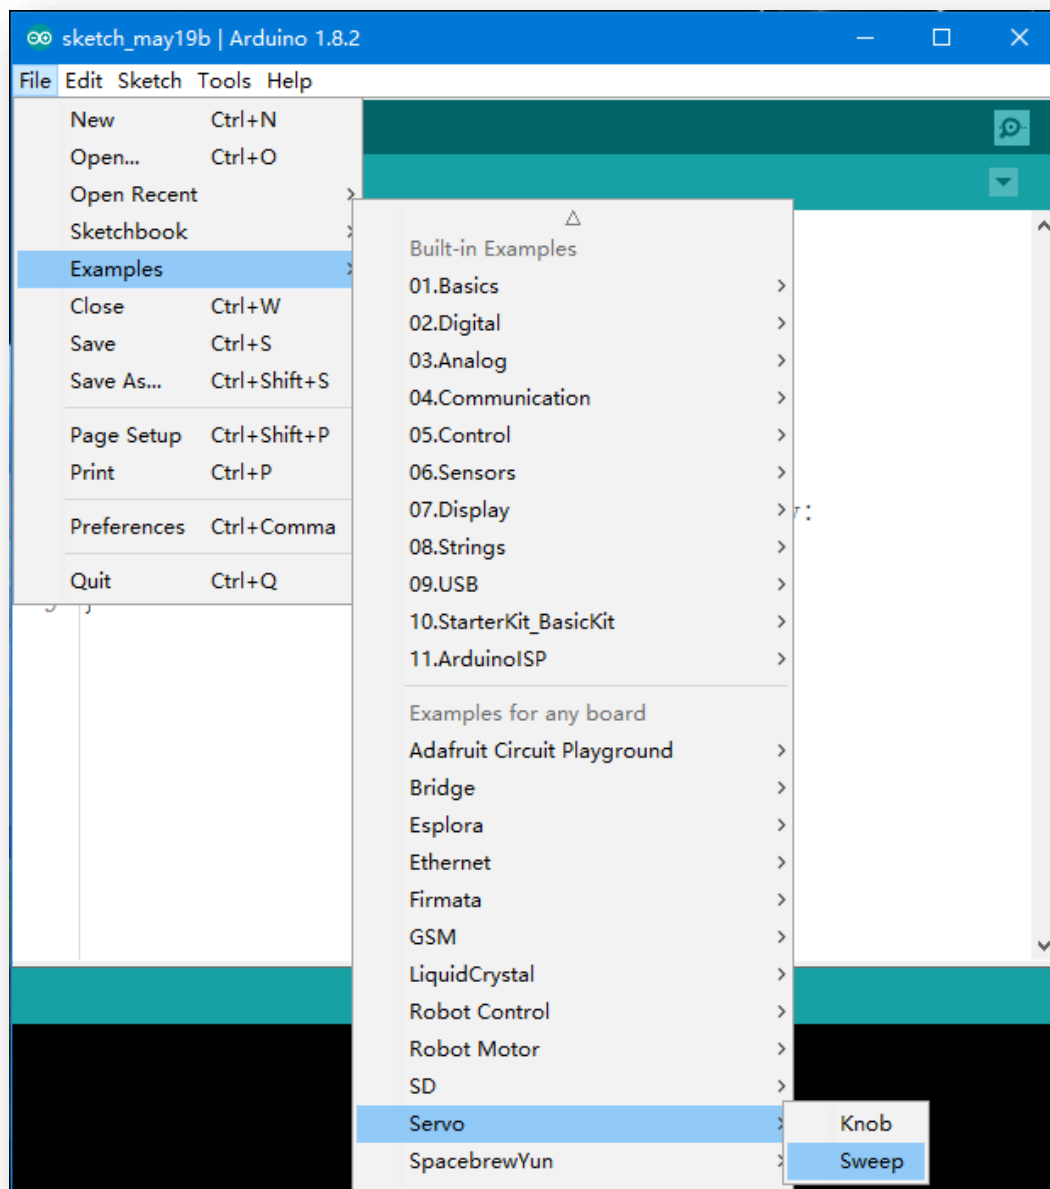 sketch_may19b | Arduino 1.8.2
File Edit Sketch Tools Help
New Ctrl+N
Open... Ctrl+O
Open Recent
Sketchbook
Examples
Close Ctrl+W
Save Ctrl+S
Save As... Ctrl+Shift+S
Page Setup Ctrl+Shift+P
Print Ctrl+P
Preferences Ctrl+Comma
Quit Ctrl+Q
Built-in Examples
01.Basics
02.Digital
03.Analog
04.Communication
05.Control
06.Sensors
07.Display
08.Strings
09.USB
10.StarterKit_BasicKit
11.ArduinoISP
Examples for any board
Adafruit Circuit Playground
Bridge
Esplora
Ethernet
Firmata
GSM
LiquidCrystal
Robot Control
Robot Motor
SD
Servo
SpacebrewYun
Knob
Sweep